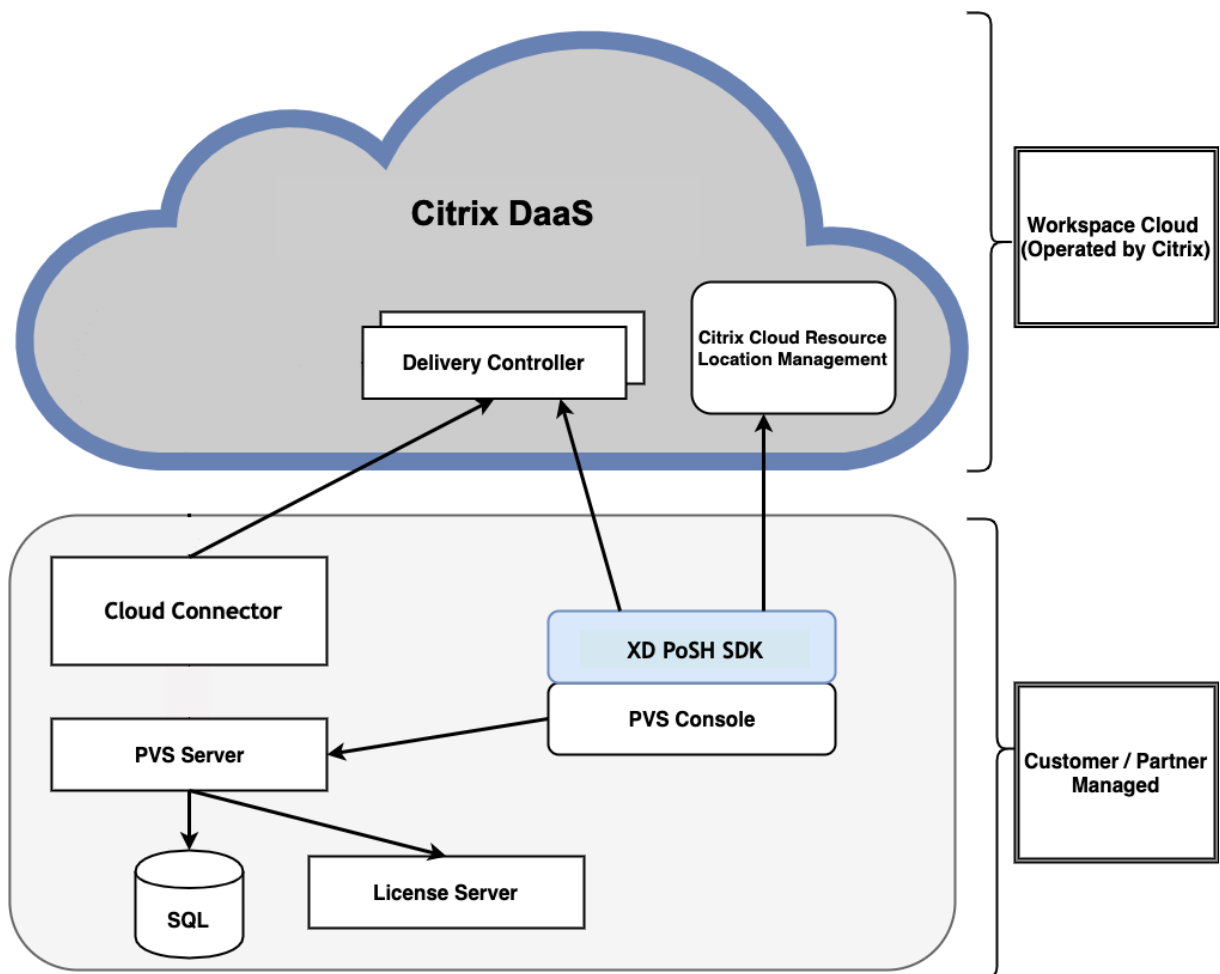 Citrix DaaS
Workspace Cloud
(Operated by Citrix)
Citrix Cloud Resource
Location Management
Delivery Controller
Cloud Connector
XD PoSH SDK
PVS Console
PVS Server
Customer / Partner
Managed
License Server
SQL